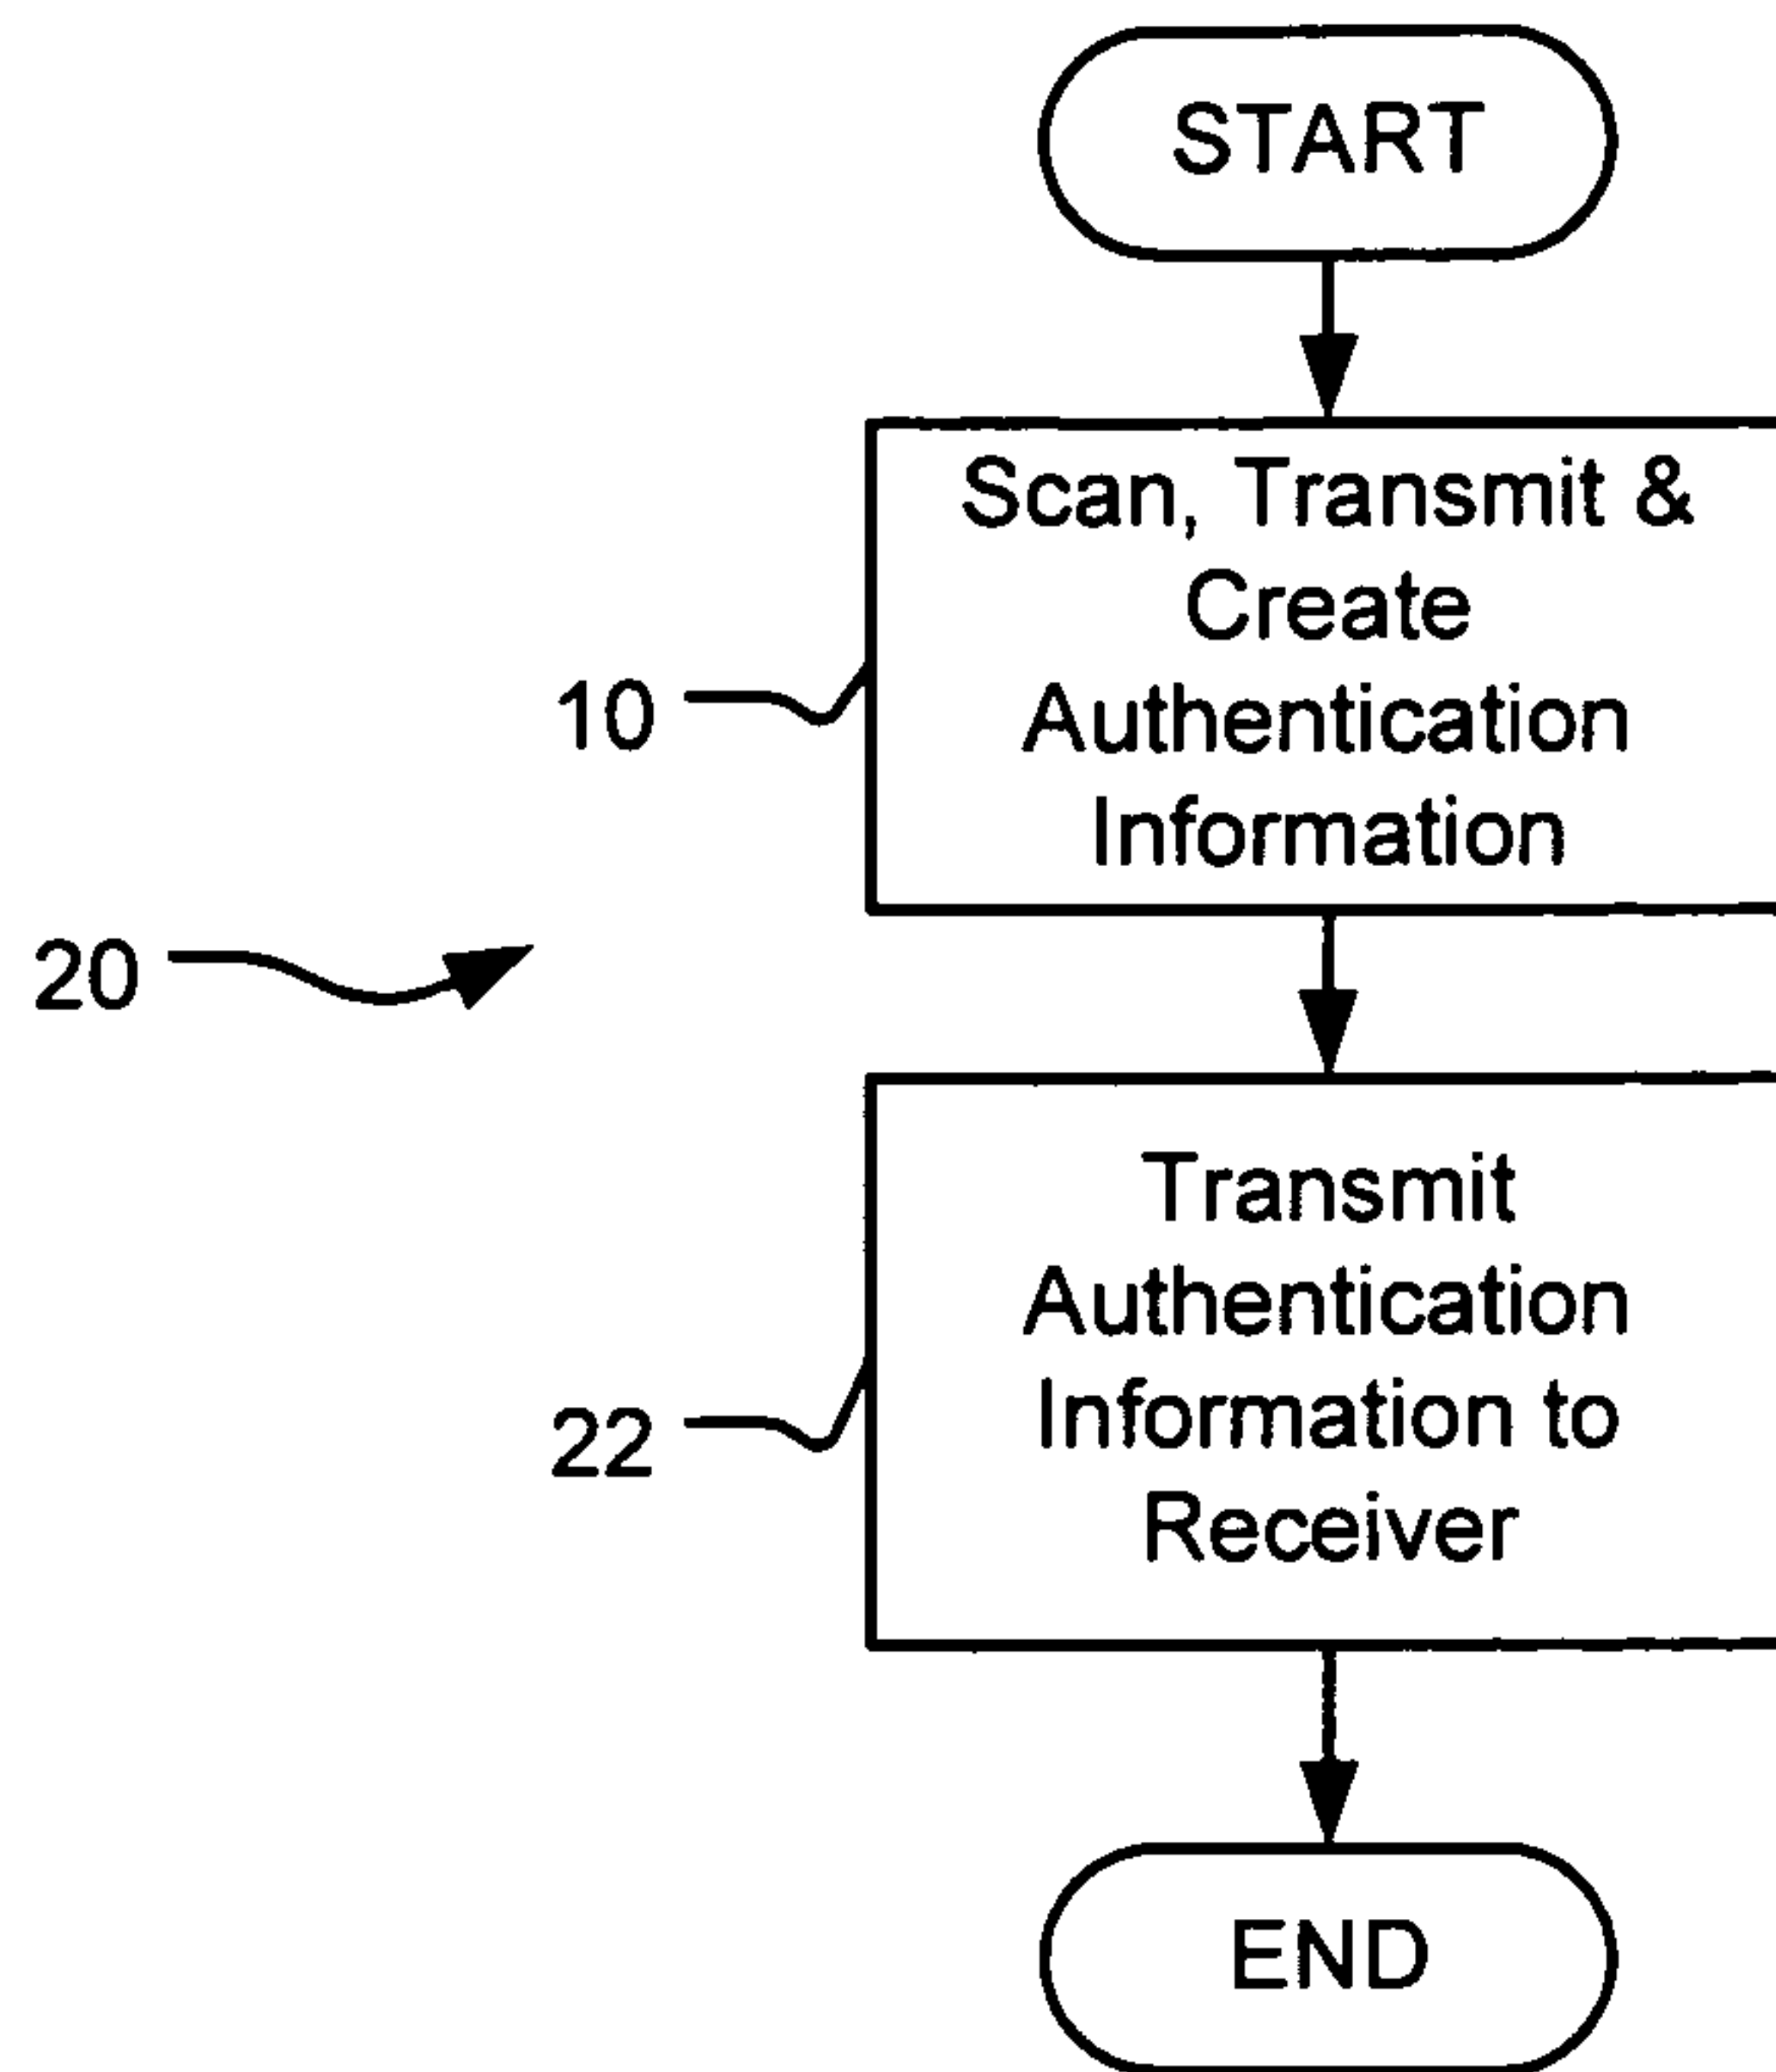 START
Scan, Transmit &
Create
Authentication
Information
10
20
Transmit
Authentication
Information to
Receiver
22
END